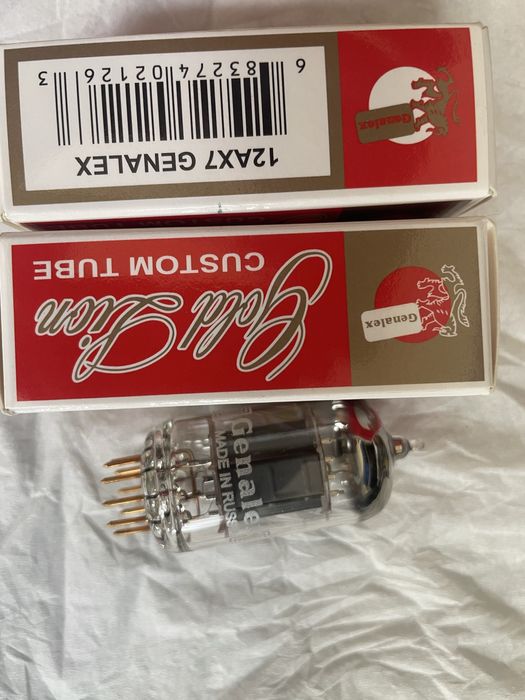 12AX7 GENALEX
6 83274 02126 3
Genalex
Gold Lion
CUSTOM TUBE
Genalex
Genale
MADE IN RUS